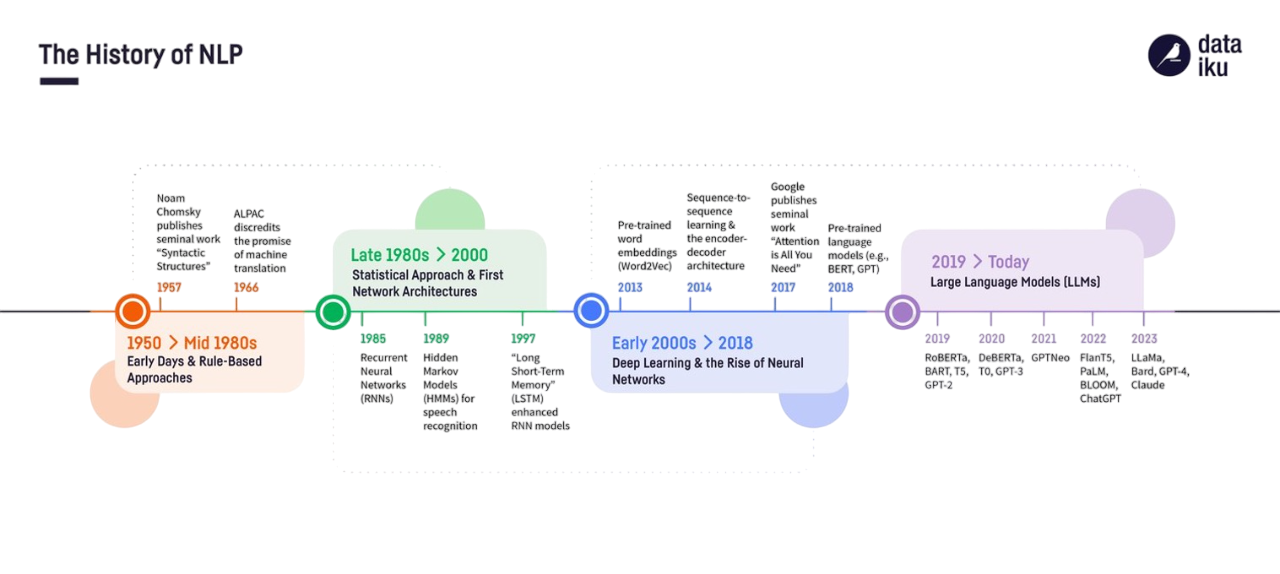 The History of NLP
data
iku
Noam
Chomsky
publishes
seminal work
“Syntactic
Structures”
1957
ALPAC
discredits
the promise
of machine
translation
1966
1950 > Mid 1980s
Early Days & Rule-Based
Approaches
Late 1980s > 2000
Statistical Approach & First
Network Architectures
1985
Recurrent
Neural
Networks
(RNNs)
1989
Hidden
Markov
Models
(HMMs) for
speech
recognition
1997
“Long
Short-Term
Memory”
(LSTM)
enhanced
RNN models
Pre-trained
word
embeddings
(Word2Vec)
2013
Sequence-to-
sequence
learning &
the encoder-
decoder
architecture
2014
Google
publishes
seminal
work
“Attention
is All You
Need”
2017
Pre-trained
language
models (e.g.,
BERT, GPT)
2018
Early 2000s > 2018
Deep Learning & the Rise of Neural
Networks
2019 > Today
Large Language Models (LLMs)
2019
RoBERTa,
BART, T5,
GPT-2
2020
DeBERTa,
T0, GPT-3
2021
GPTNeo
2022
FlanT5,
PaLM,
BLOOM,
ChatGPT
2023
LLaMa,
Bard, GPT-4,
Claude